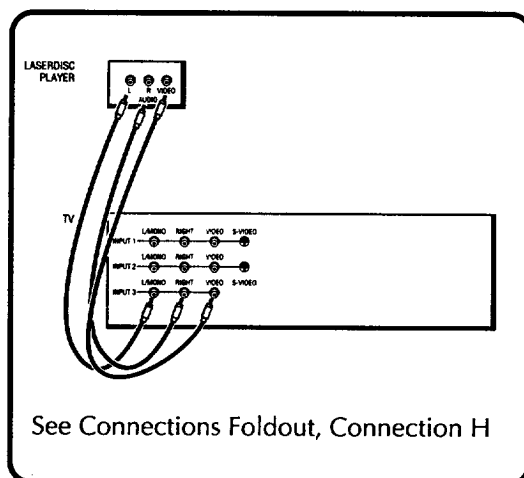 LASERDISC
PLAYER
L R VIDEO
AUDIO
TV
L/MONO RIGHT VIDEO S-VIDEO
INPUT 1
L/MONO RIGHT VIDEO
INPUT 2
L/MONO RIGHT VIDEO S-VIDEO
INPUT 3
See Connections Foldout, Connection H